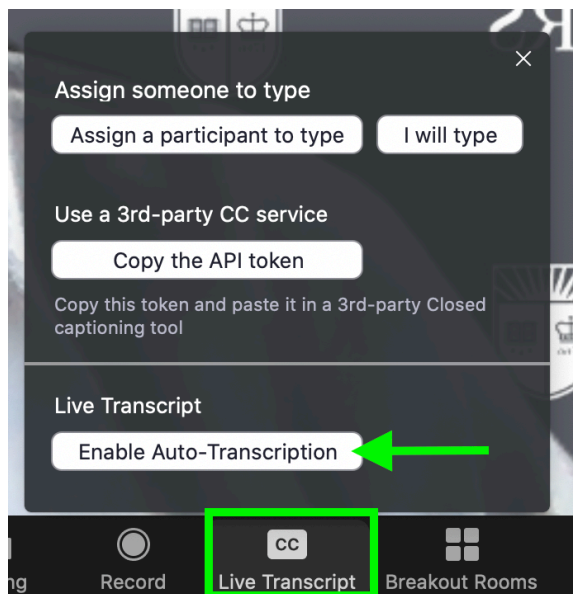 Assign someone to type
Assign a participant to type
I will type
Use a 3rd-party CC service
Copy the API token
Copy this token and paste it in a 3rd-party Closed
captioning tool
Live Transcript
Enable Auto-Transcription
CC
ng
Record
Live Transcript
Breakout Rooms